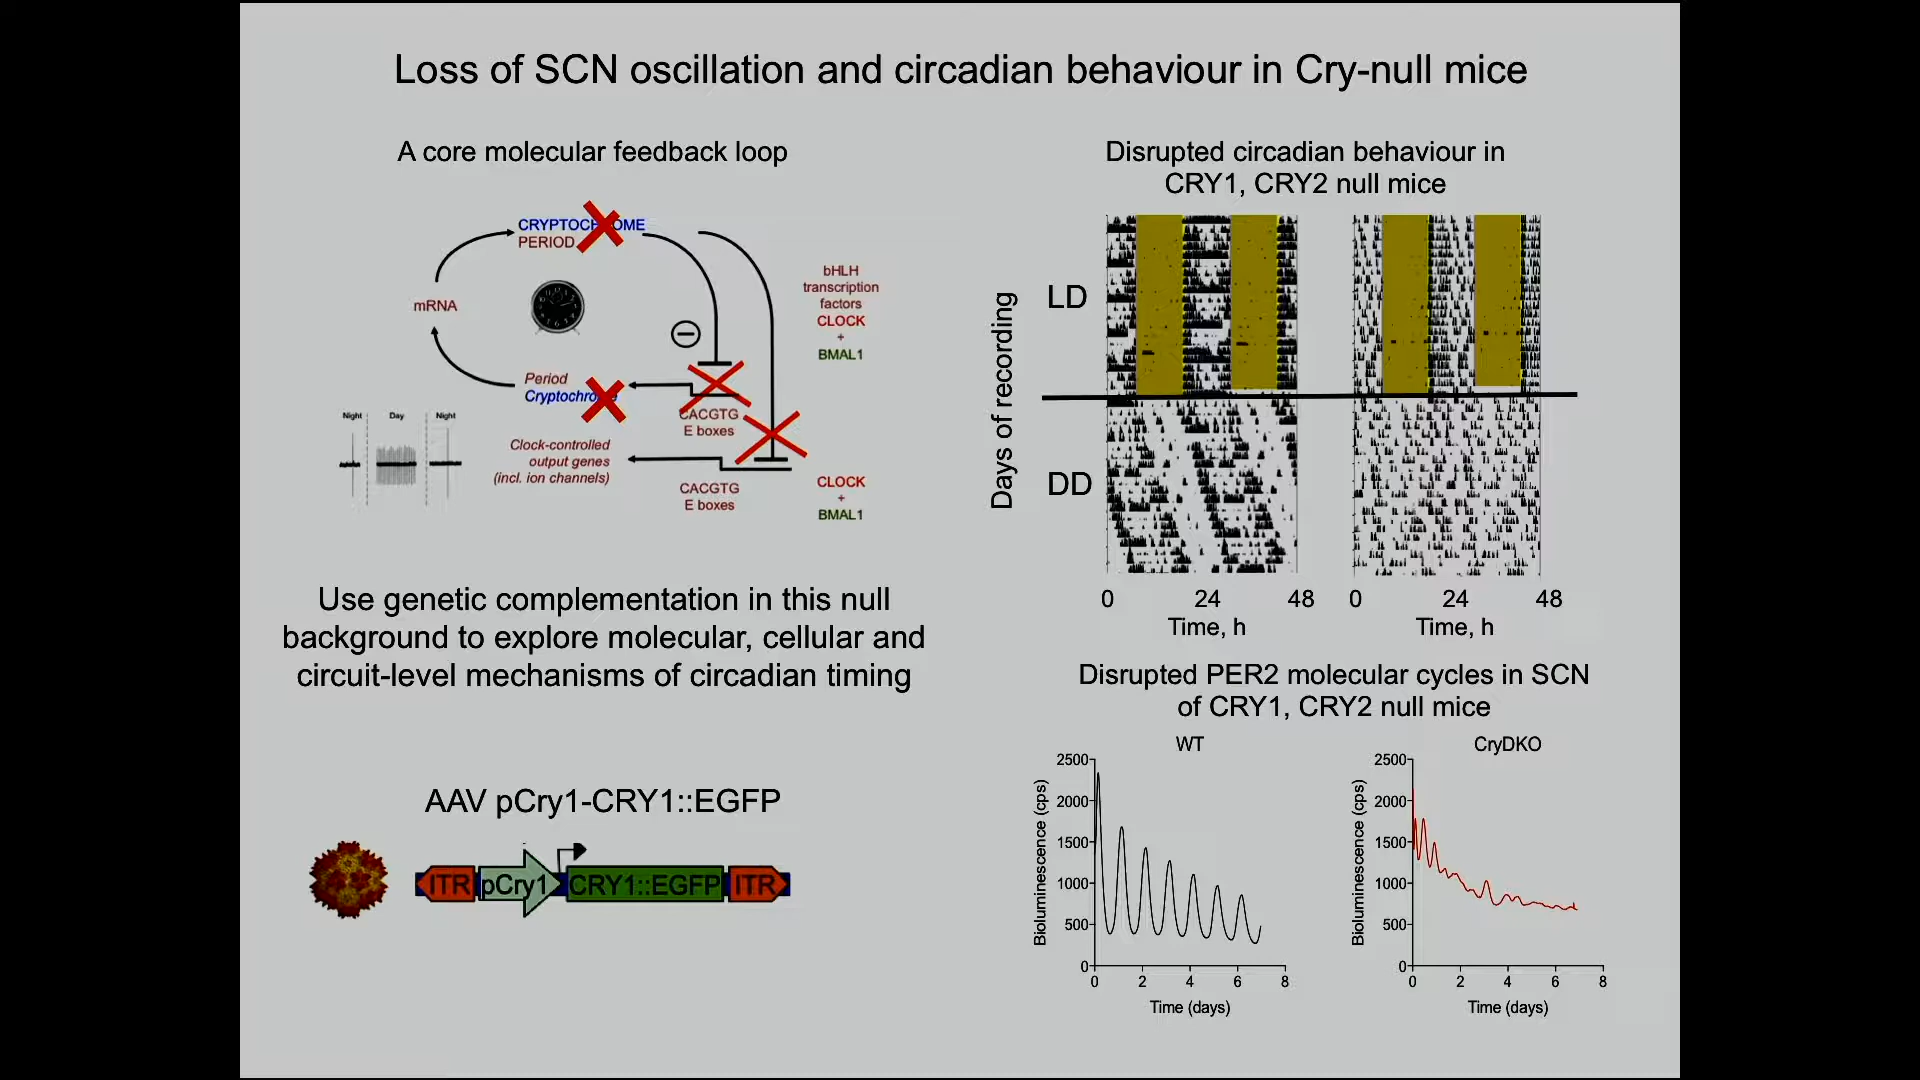 Loss of SCN oscillation and circadian behaviour in Cry-null mice
A core molecular feedback loop
CRYPTOCHROME
PERIOD
mRNA
bHLH
transcription
factors
CLOCK
+
BMAL1
Period
Cryptochrome
CACGTG
E boxes
Night
Day
Night
Clock-controlled
output genes
(incl. ion channels)
CACGTG
E boxes
CLOCK
+
BMAL1
Use genetic complementation in this null
background to explore molecular, cellular and
circuit-level mechanisms of circadian timing
AAV pCry1-CRY1::EGFP
ITR pCry1 CRY1::EGFP ITR
Disrupted circadian behaviour in
CRY1, CRY2 null mice
Days of recording
LD
DD
0 24 48 0 24 48
Time, h Time, h
Disrupted PER2 molecular cycles in SCN
of CRY1, CRY2 null mice
WT
Bioluminescence (cps)
2500
2000
1500
1000
500
0
0 2 4 6 8
Time (days)
CryDKO
Bioluminescence (cps)
2500
2000
1500
1000
500
0
0 2 4 6 8
Time (days)